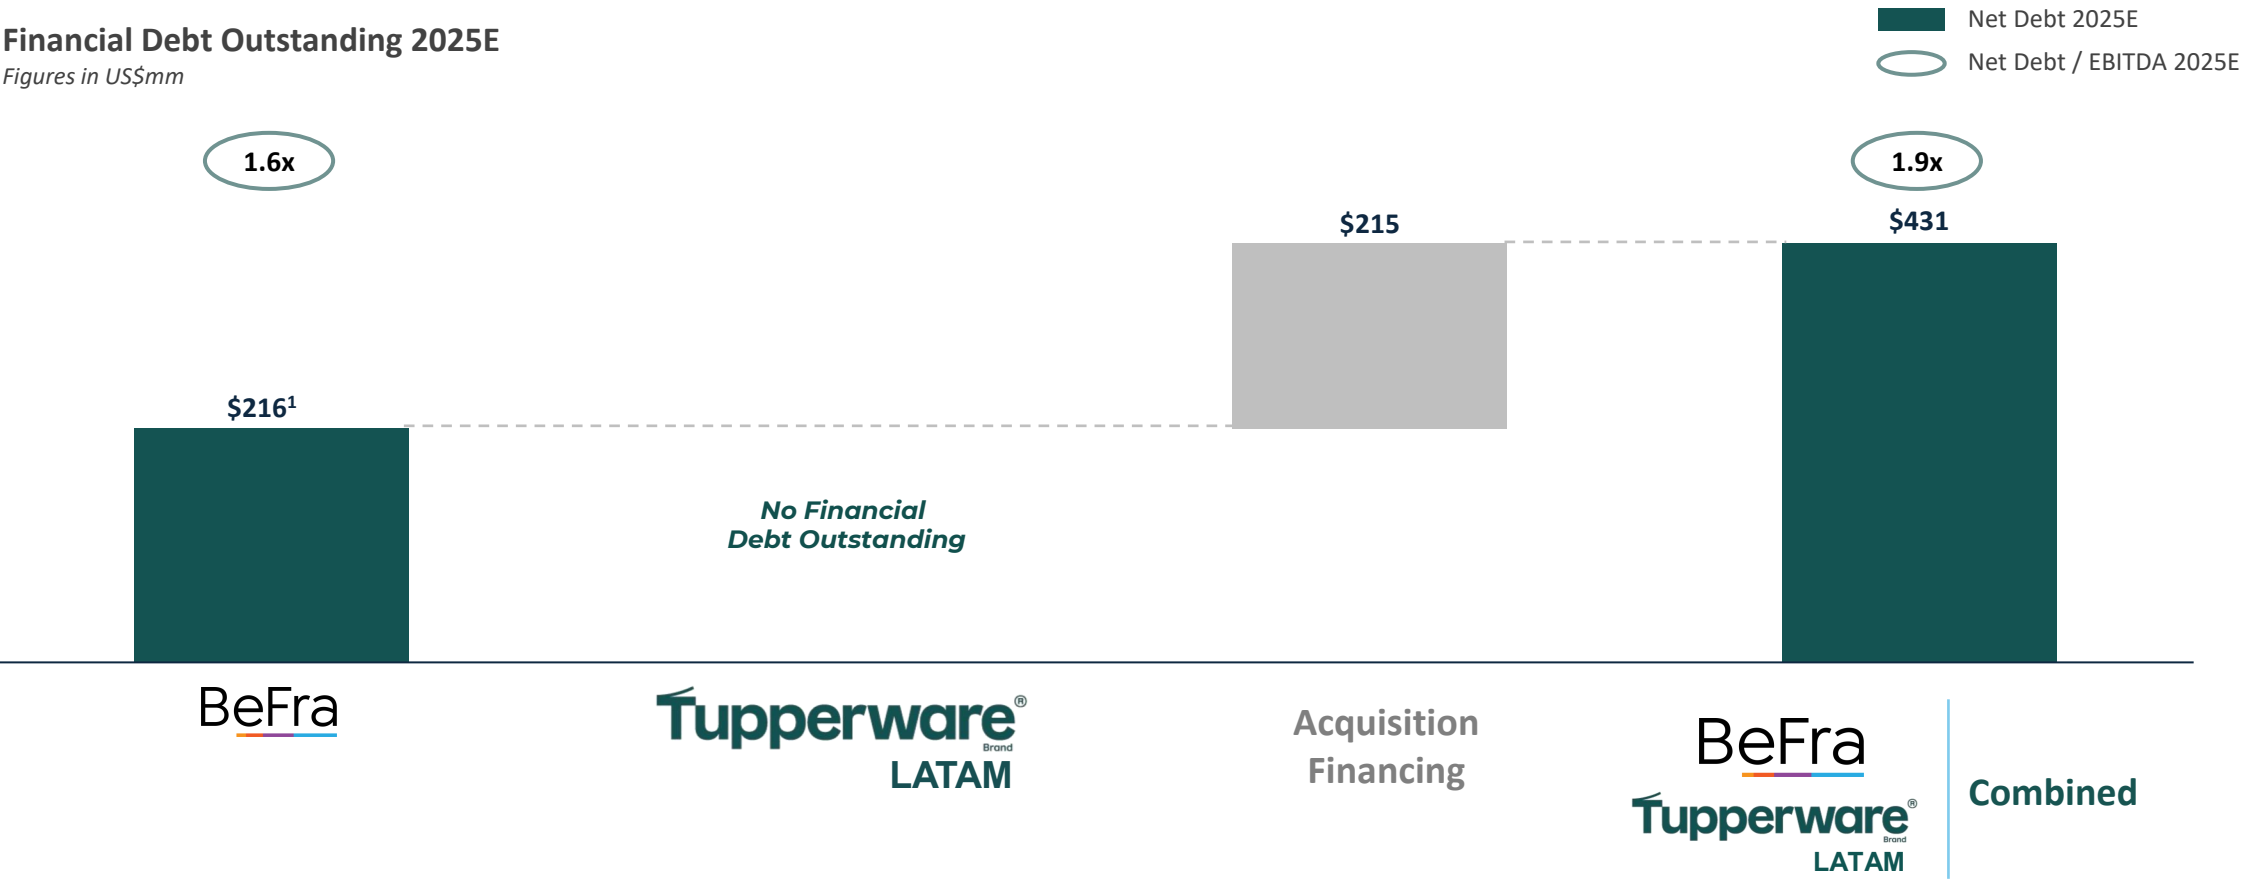 Financial Debt Outstanding 2025E
Figures in US$mm
Net Debt 2025E
Net Debt / EBITDA 2025E
1.6x
1.9x
$215
$431
$216¹
No Financial
Debt Outstanding
BeFra
Tupperware®
Brand
LATAM
Acquisition
Financing
BeFra
Tupperware®
Brand
LATAM
Combined